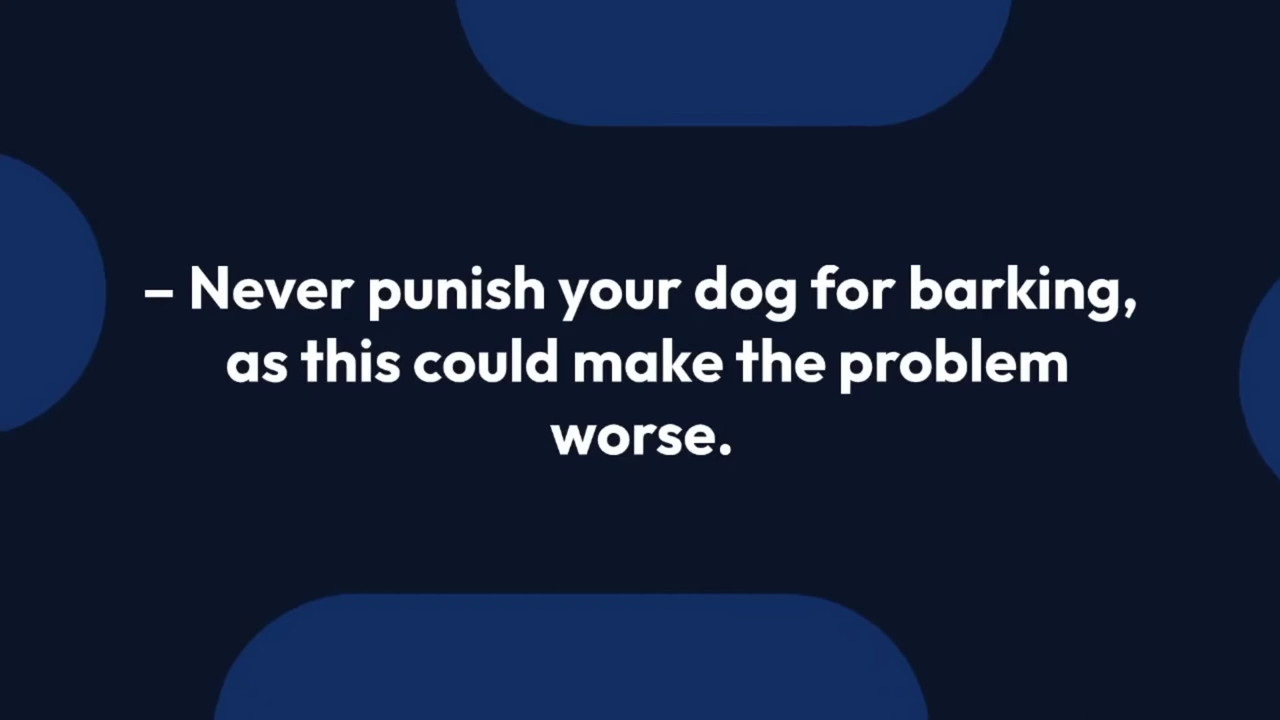 – Never punish your dog for barking,
as this could make the problem
worse.